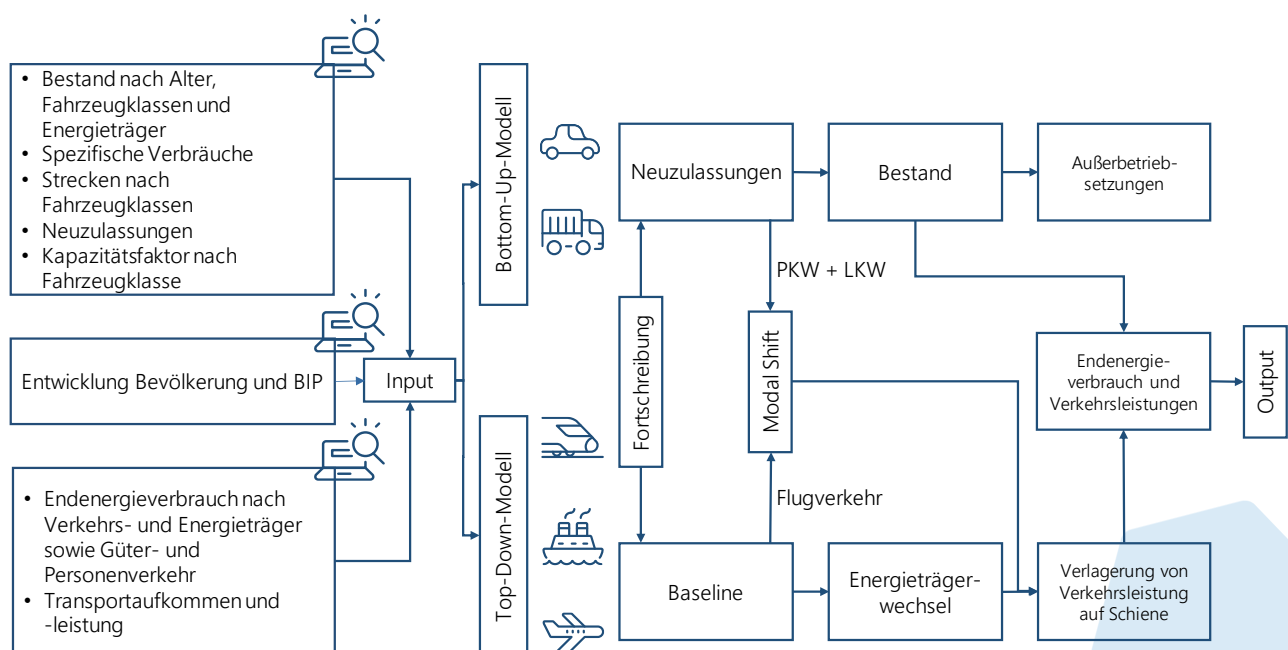 • Bestand nach Alter,
Fahrzeugklassen und
Energieträger
• Spezifische Verbräuche
• Strecken nach
Fahrzeugklassen
• Neuzulassungen
• Kapazitätsfaktor nach
Fahrzeugklasse
Entwicklung Bevölkerung und BIP
• Endenergieverbrauch nach
Verkehrs- und Energieträger
sowie Güter- und
Personenverkehr
• Transportaufkommen und
-leistung
Input
Bottom-Up-Modell
Top-Down-Modell
Neuzulassungen
Bestand
Außerbetrieb-
setzungen
PKW + LKW
Fortschreibung
Modal Shift
Flugverkehr
Baseline
Energieträger-
wechsel
Verlagerung von
Verkehrsleistung
auf Schiene
Endenergie-
verbrauch und
Verkehrsleistungen
Output